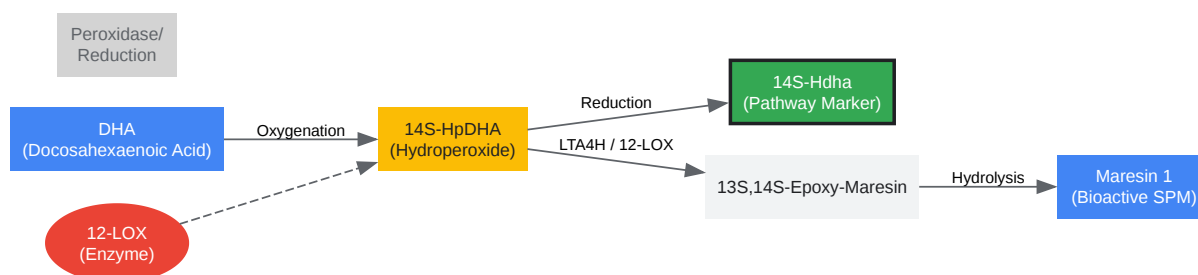 Peroxidase/
Reduction
DHA
(Docosahexaenoic Acid)
12-LOX
(Enzyme)
Oxygenation
14S-HpDHA
(Hydroperoxide)
Reduction
LTA4H / 12-LOX
14S-Hdha
(Pathway Marker)
13S,14S-Epoxy-Maresin
Hydrolysis
Maresin 1
(Bioactive SPM)